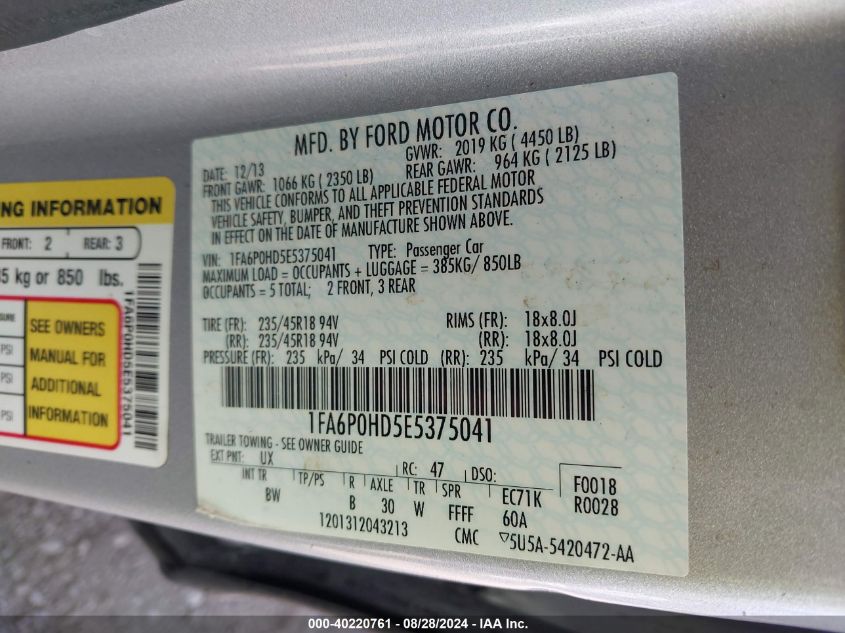 MFD. BY FORD MOTOR CO.
DATE: 12/13 GVWR: 2019 KG ( 4450 LB)
FRONT GAWR: 1066 KG ( 2350 LB) REAR GAWR: 964 KG ( 2125 LB)
THIS VEHICLE CONFORMS TO ALL APPLICABLE FEDERAL MOTOR
VEHICLE SAFETY, BUMPER, AND THEFT PREVENTION STANDARDS
IN EFFECT ON THE DATE OF MANUFACTURE SHOWN ABOVE.
VIN: 1FA6P0HD5E5375041 TYPE: Passenger Car
MAXIMUM LOAD = OCCUPANTS + LUGGAGE = 385KG/ 850LB
OCCUPANTS = 5 TOTAL; 2 FRONT, 3 REAR
TIRE (FR): 235/45R18 94V RIMS (FR): 18x8.0J
(RR): 235/45R18 94V (RR): 18x8.0J
PRESSURE (FR): 235 kPa/ 34 PSI COLD (RR): 235 kPa/ 34 PSI COLD
1FA6P0HD5E5375041
TRAILER TOWING - SEE OWNER GUIDE
EXT PNT: UX RC: 47 DSO:
INT TR TP/PS R AXLE TR SPR EC71K F0018
BW B 30 W FFFF 60A R0028
1201312043213 CMC ▽5U5A-5420472-AA
NG INFORMATION
FRONT: 2 REAR: 3
5 kg or 850 lbs.
SURE
PSI
PSI
PSI
SEE OWNERS
MANUAL FOR
ADDITIONAL
INFORMATION
1FA6P0HD5E5375041
000-40220761 - 08/28/2024 - IAA Inc.